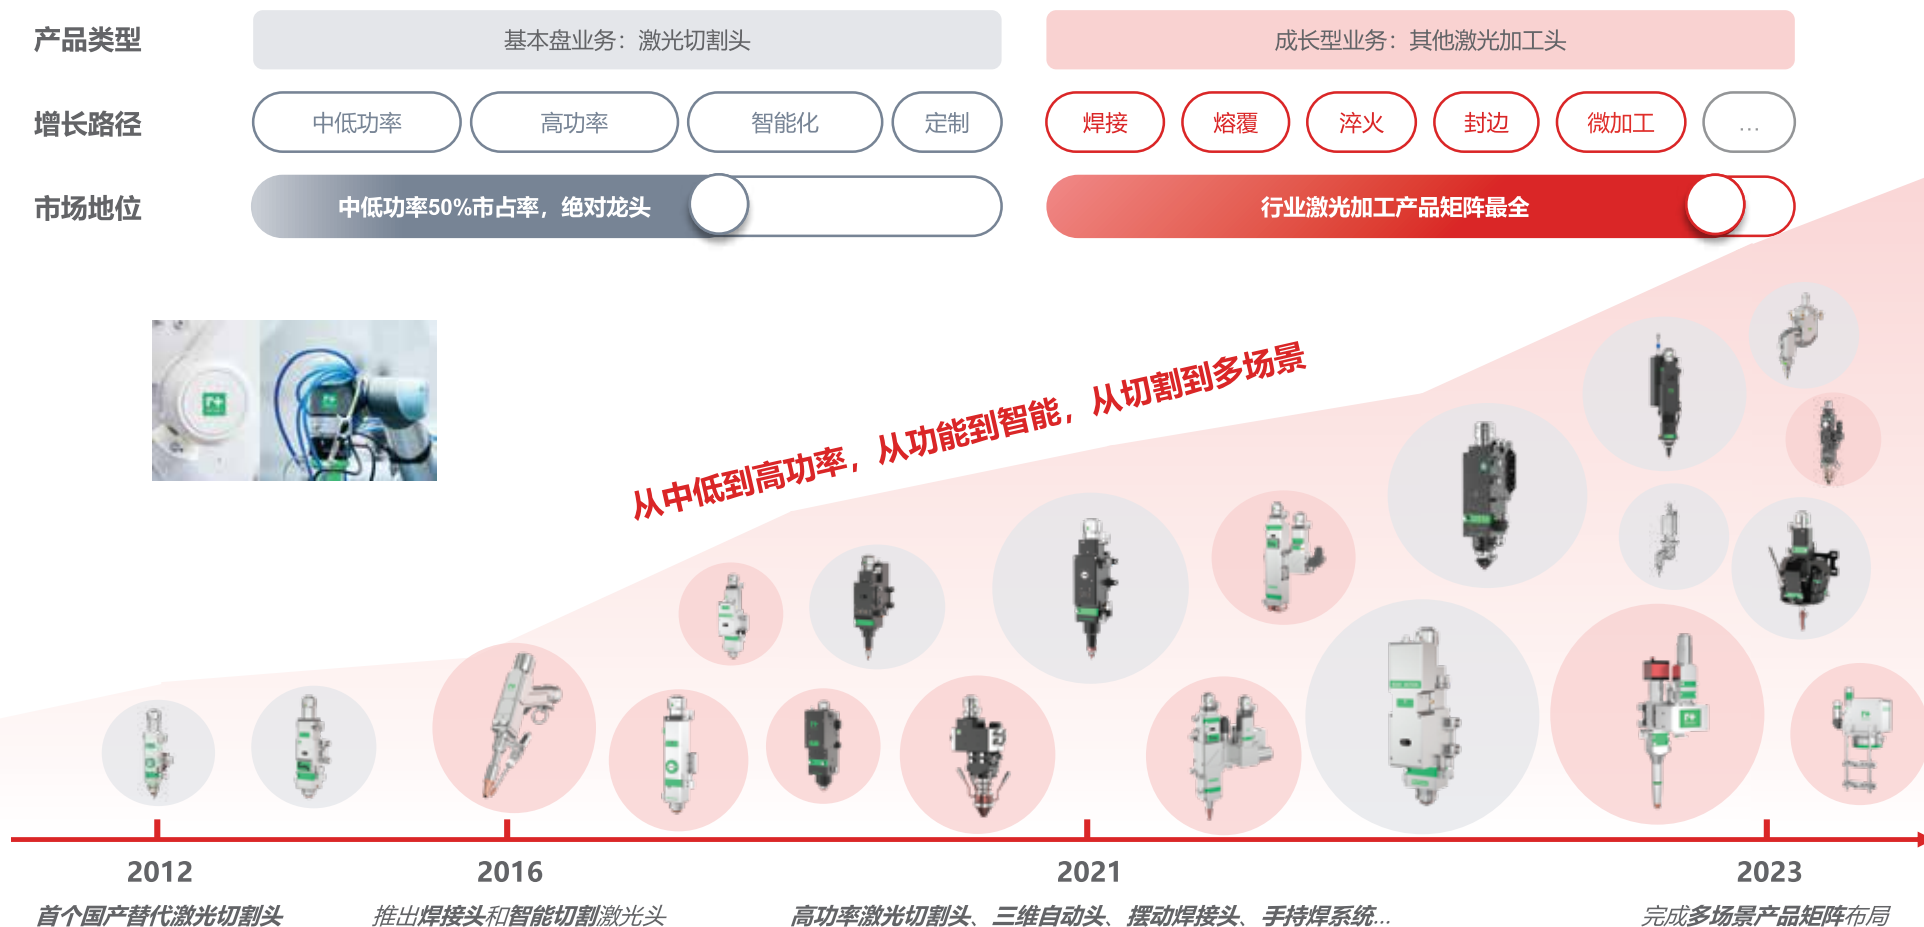 产品类型
基本盘业务：激光切割头
成长型业务：其他激光加工头
增长路径
中低功率
高功率
智能化
定制
焊接
熔覆
淬火
封边
微加工
...
市场地位
中低功率50%市占率，绝对龙头
行业激光加工产品矩阵最全
从中低到高功率，从功能到智能，从切割到多场景
2012
2016
2021
2023
首个国产替代激光切割头
推出焊接头和智能切割激光头
高功率激光切割头、三维自动头、摆动焊接头、手持焊系统...
完成多场景产品矩阵布局